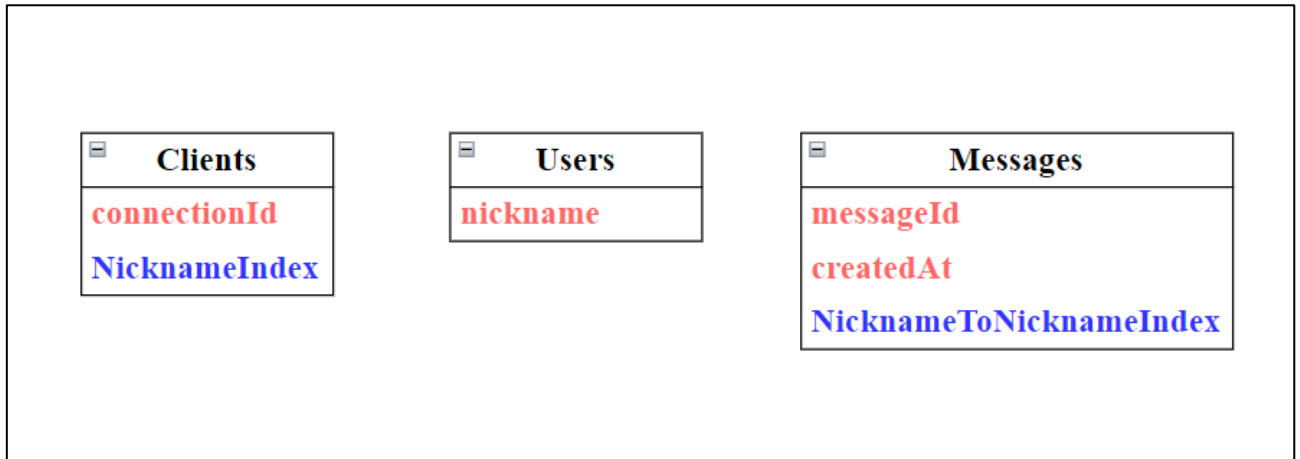 Clients
connectionId
NicknameIndex
Users
nickname
Messages
messageId
createdAt
NicknameToNicknameIndex